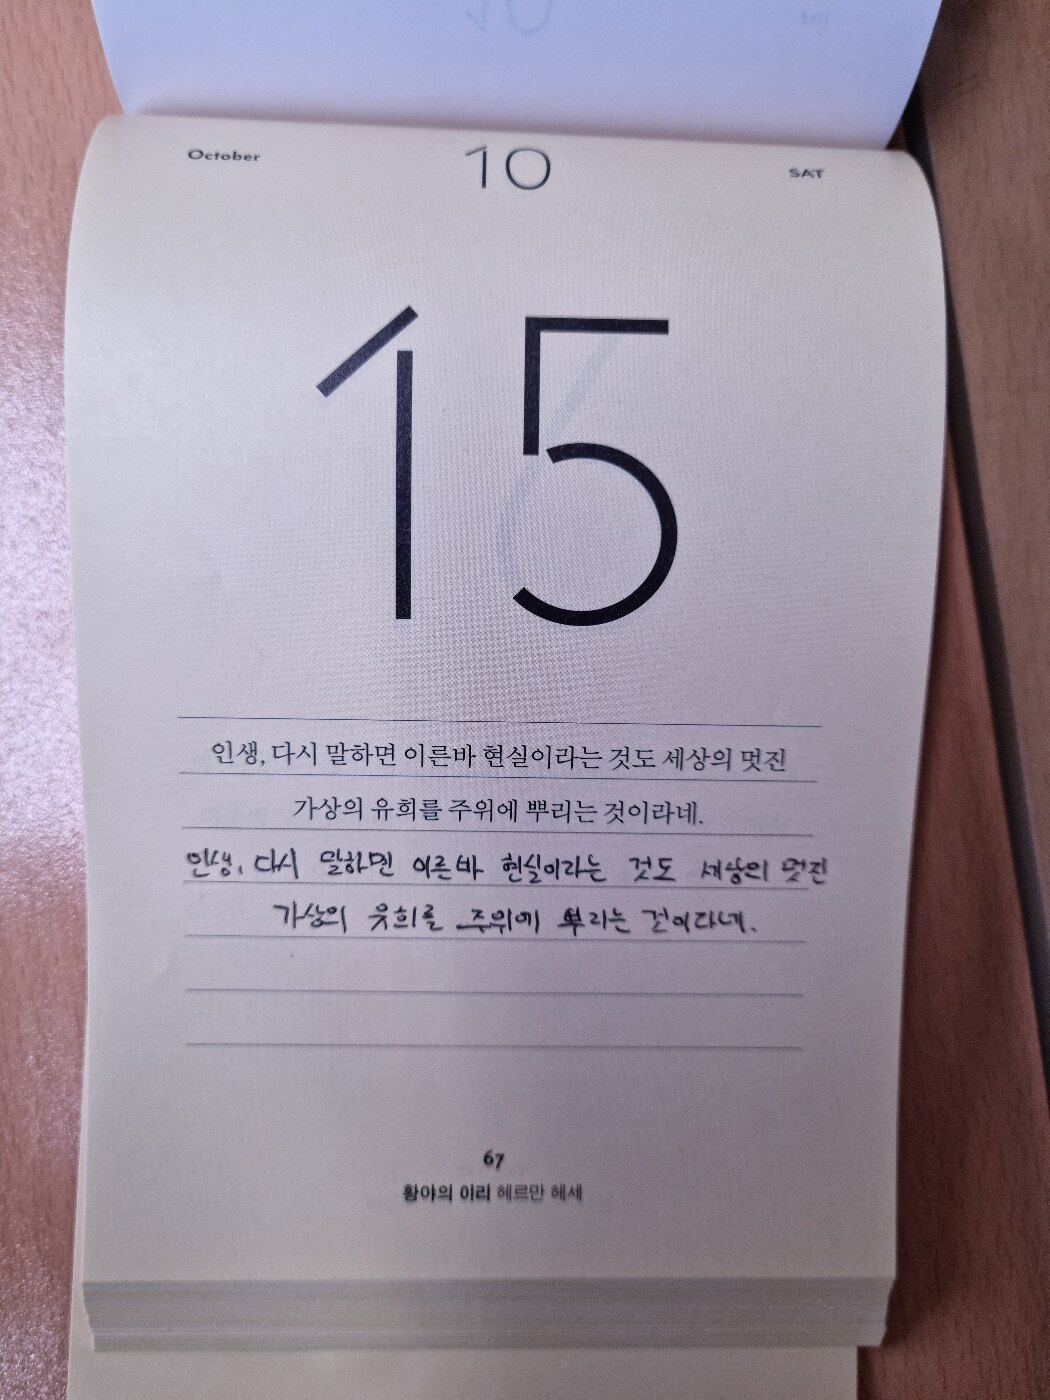 October 10 SAT
15
인생, 다시 말하면 이른바 현실이라는 것도 세상의 멋진
가상의 유희를 주위에 뿌리는 것이라네.
인생, 다시 말하면 이른바 현실이라는 것도 세상의 멋진
가상의 유희를 주위에 뿌리는 것이라네.
67
황야의 이리 헤르만 헤세